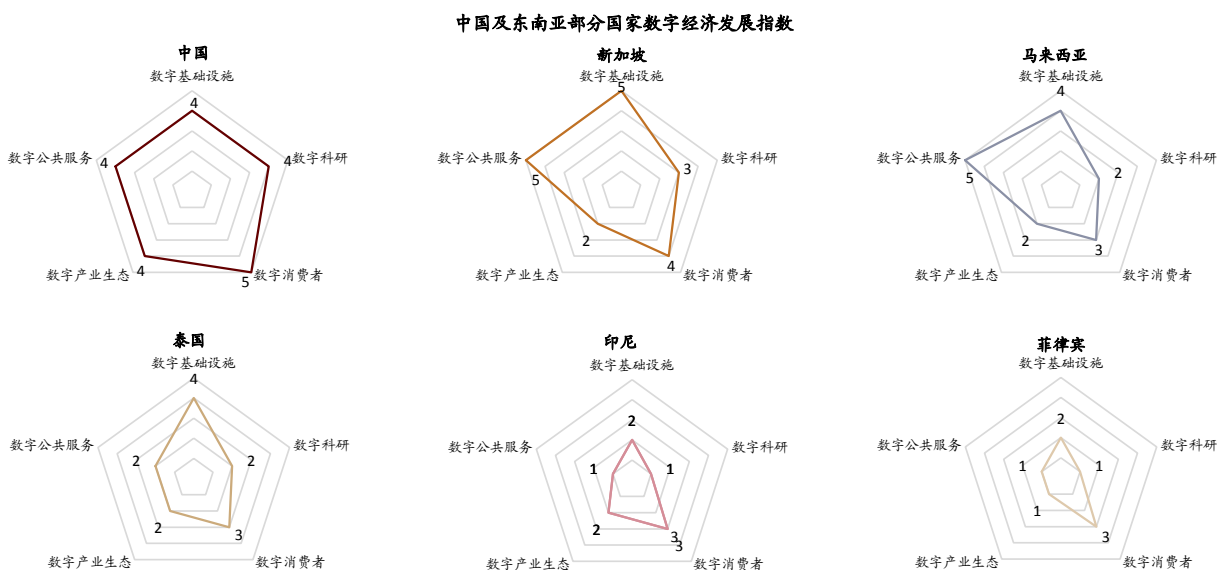 中国及东南亚部分国家数字经济发展指数
中国
数字基础设施
4
数字公共服务
4
4
数字科研
数字产业生态
4
5
数字消费者
新加坡
数字基础设施
5
数字公共服务
5
3
数字科研
2
4
数字产业生态
数字消费者
马来西亚
数字基础设施
4
数字公共服务
5
2
数字科研
2
3
数字产业生态
数字消费者
泰国
数字基础设施
4
数字公共服务
2
2
数字科研
2
3
数字产业生态
数字消费者
印尼
数字基础设施
2
数字公共服务
1
1
数字科研
2
3
3
数字产业生态
数字消费者
菲律宾
数字基础设施
2
数字公共服务
1
1
数字科研
1
3
数字产业生态
数字消费者